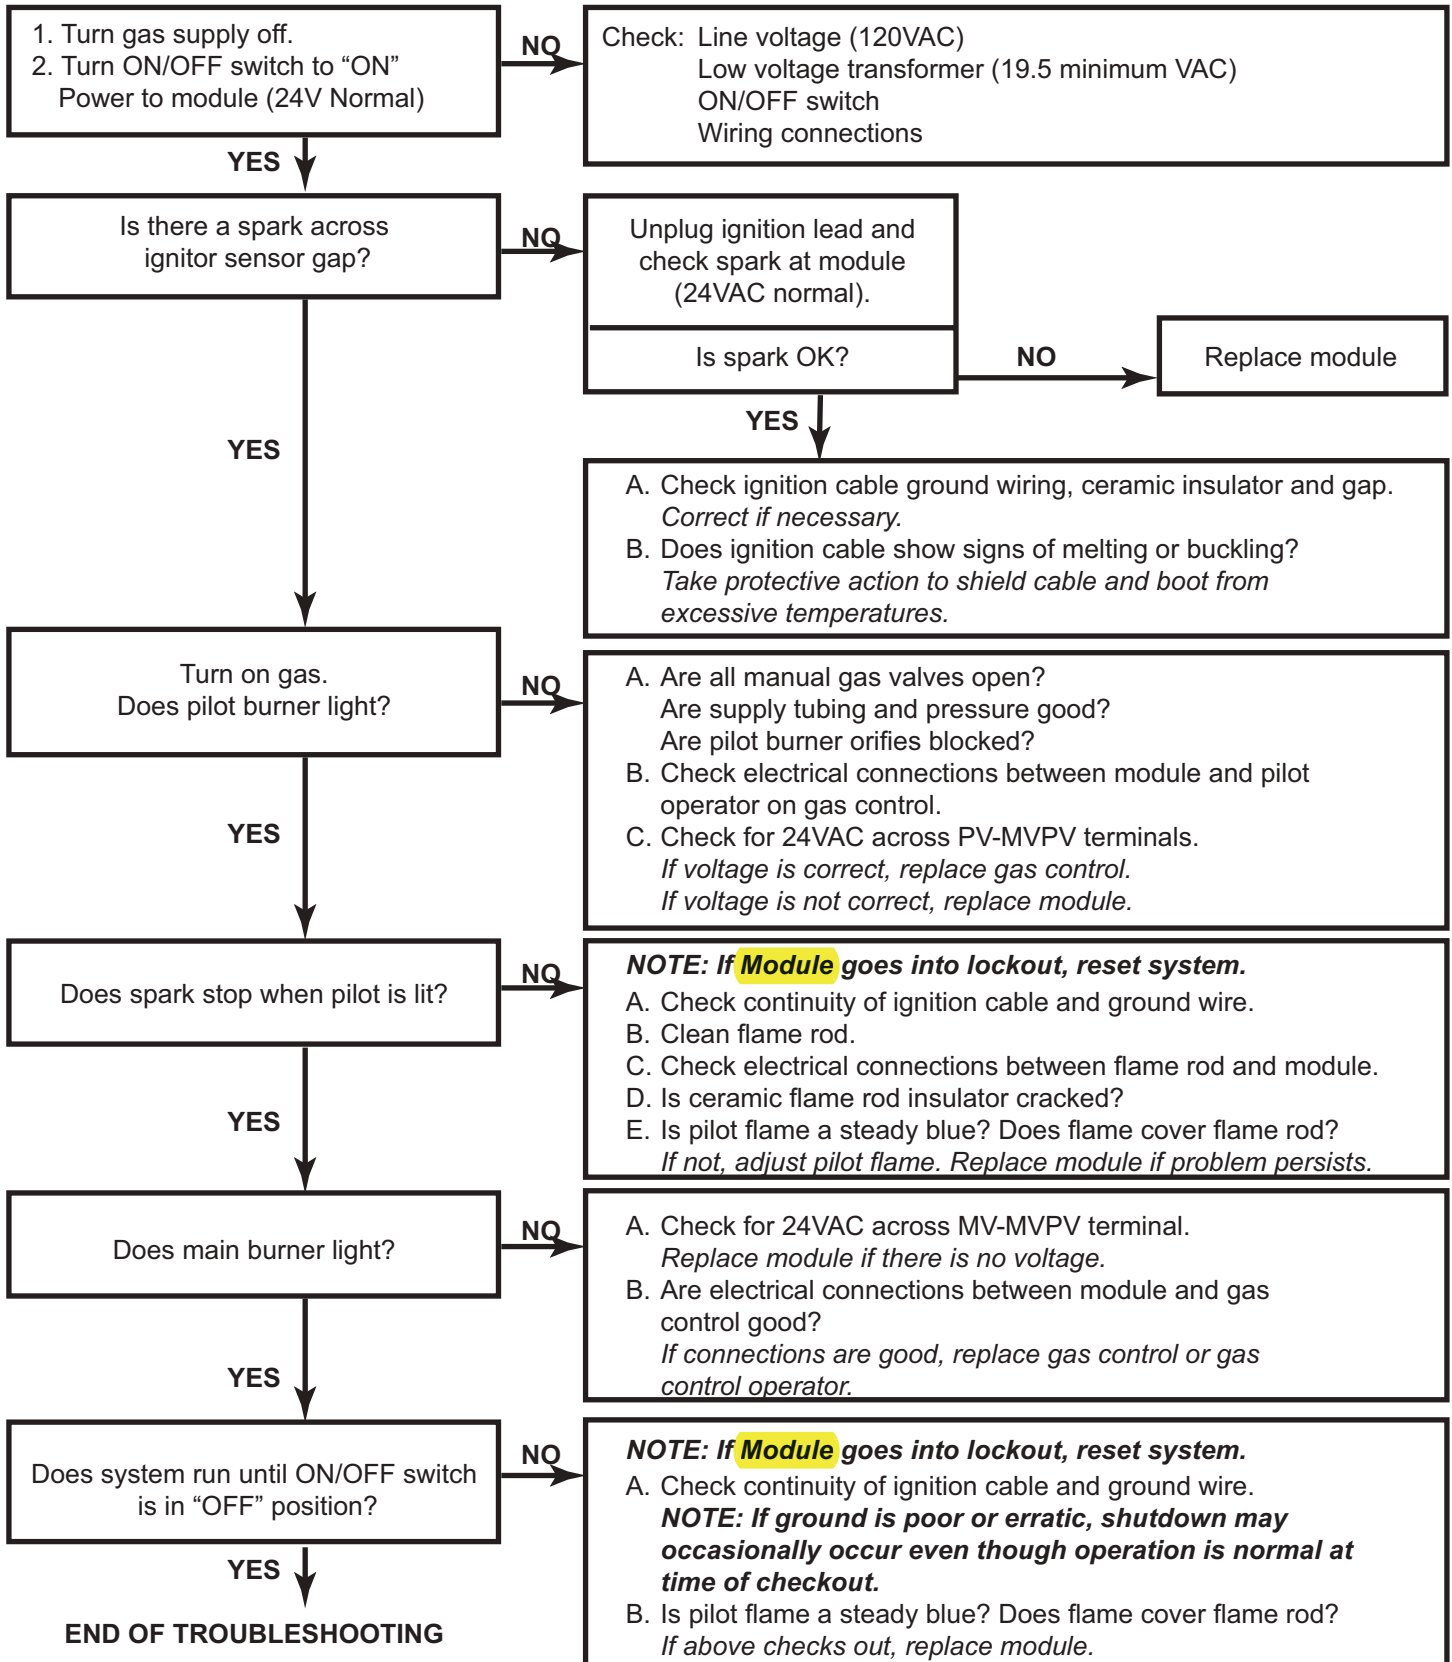 1. Turn gas supply off.
2. Turn ON/OFF switch to “ON”
Power to module (24V Normal)
NO
Check: Line voltage (120VAC)
Low voltage transformer (19.5 minimum VAC)
ON/OFF switch
Wiring connections
YES
Is there a spark across
ignitor sensor gap?
NO
Unplug ignition lead and
check spark at module
(24VAC normal).
Is spark OK?
NO
Replace module
YES
A. Check ignition cable ground wiring, ceramic insulator and gap.
Correct if necessary.
B. Does ignition cable show signs of melting or buckling?
Take protective action to shield cable and boot from
excessive temperatures.
YES
Turn on gas.
Does pilot burner light?
NO
A. Are all manual gas valves open?
Are supply tubing and pressure good?
Are pilot burner orifies blocked?
B. Check electrical connections between module and pilot
operator on gas control.
C. Check for 24VAC across PV-MVPV terminals.
If voltage is correct, replace gas control.
If voltage is not correct, replace module.
YES
Does spark stop when pilot is lit?
NO
NOTE: If Module goes into lockout, reset system.
A. Check continuity of ignition cable and ground wire.
B. Clean flame rod.
C. Check electrical connections between flame rod and module.
D. Is ceramic flame rod insulator cracked?
E. Is pilot flame a steady blue? Does flame cover flame rod?
If not, adjust pilot flame. Replace module if problem persists.
YES
Does main burner light?
NO
A. Check for 24VAC across MV-MVPV terminal.
Replace module if there is no voltage.
B. Are electrical connections between module and gas
control good?
If connections are good, replace gas control or gas
control operator.
YES
Does system run until ON/OFF switch
is in “OFF” position?
NO
NOTE: If Module goes into lockout, reset system.
A. Check continuity of ignition cable and ground wire.
NOTE: If ground is poor or erratic, shutdown may
occasionally occur even though operation is normal at
time of checkout.
B. Is pilot flame a steady blue? Does flame cover flame rod?
If above checks out, replace module.
YES
END OF TROUBLESHOOTING